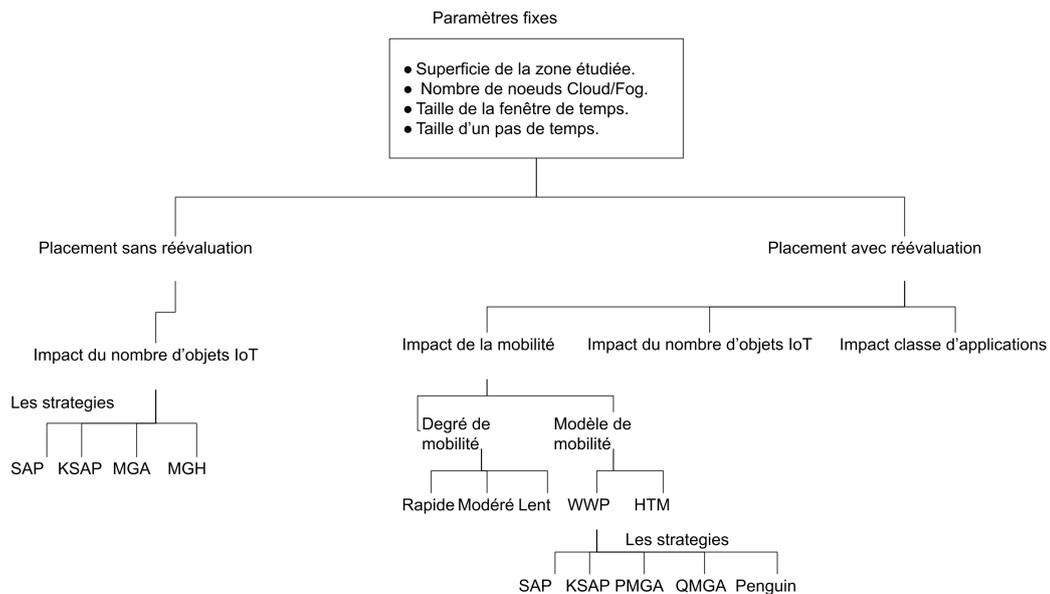 Paramètres fixes
● Superficie de la zone étudiée.
● Nombre de noeuds Cloud/Fog.
● Taille de la fenêtre de temps.
● Taille d'un pas de temps.
Placement sans réévaluation
Placement avec réévaluation
Impact du nombre d'objets IoT
Impact de la mobilité
Impact du nombre d'objets IoT
Impact classe d'applications
Les strategies
SAP KSAP MGA MGH
Degré de
mobilité
Modèle de
mobilité
Rapide Modéré Lent
WWP HTM
Les strategies
SAP KSAP PMGA QMGA Penguin